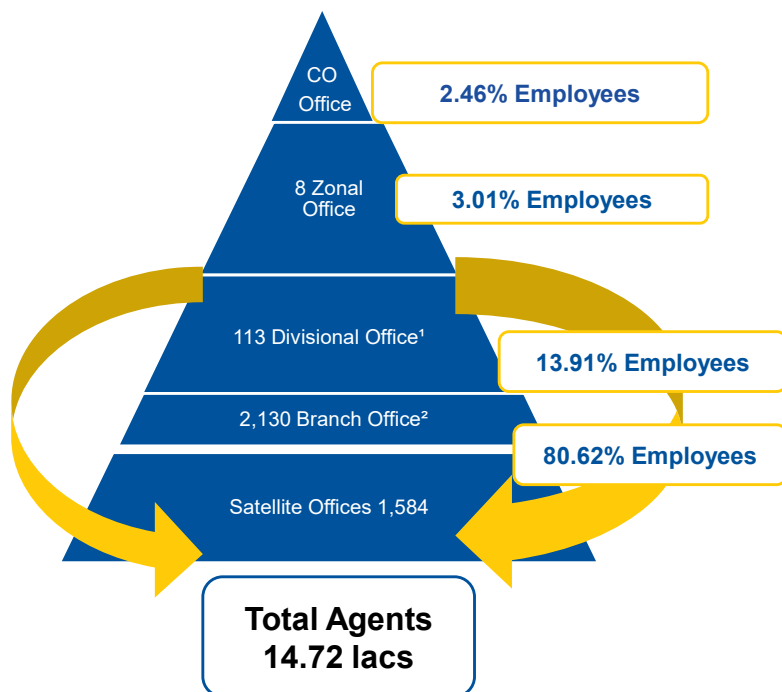 CO
Office
2.46% Employees
8 Zonal
Office
3.01% Employees
113 Divisional Office¹
13.91% Employees
2,130 Branch Office²
80.62% Employees
Satellite Offices 1,584
Total Agents
14.72 lacs